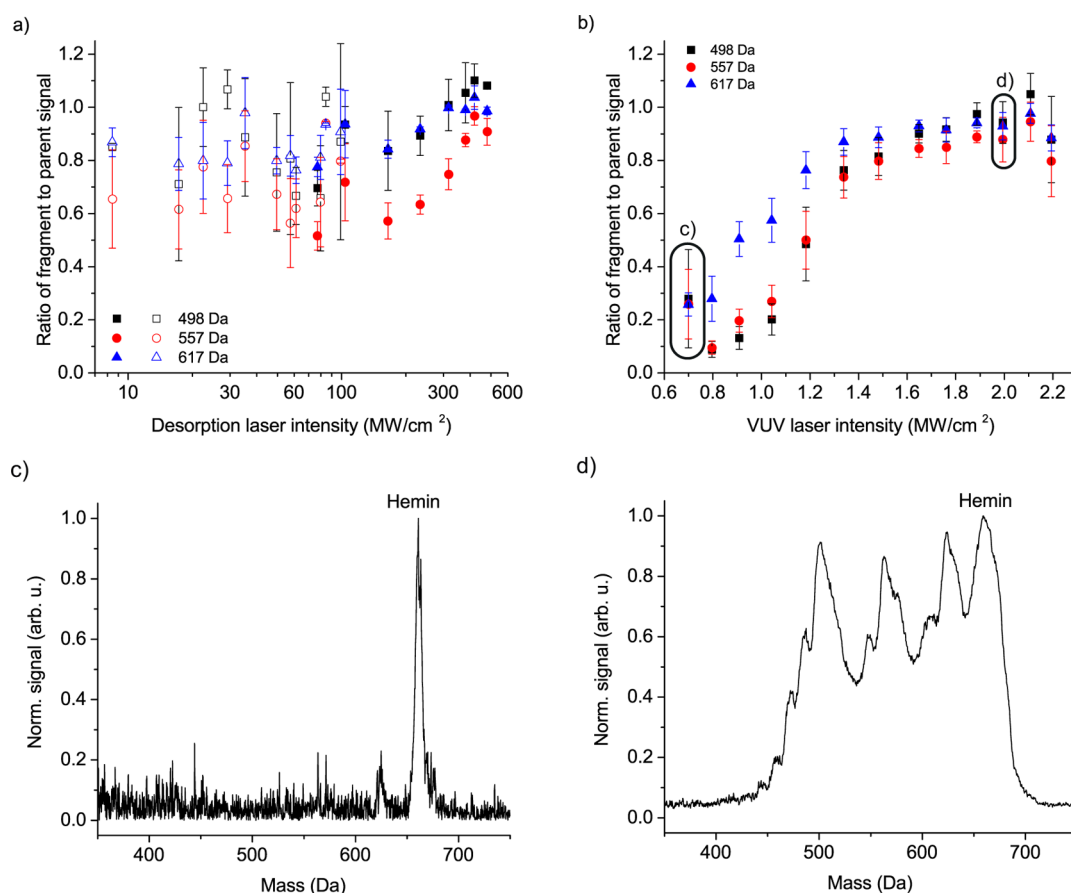 a)
1.2
1.0
0.8
0.6
0.4
0.2
0.0
Ratio of fragment to parent signal
498 Da
557 Da
617 Da
10 30 50 100 300 600
Desorption laser intensity (MW/cm 2)
b)
1.2
1.0
0.8
0.6
0.4
0.2
0.0
Ratio of fragment to parent signal
498 Da
557 Da
617 Da
d)
c)
0.6 0.8 1.0 1.2 1.4 1.6 1.8 2.0 2.2
VUV laser intensity (MW/cm 2)
c)
Hemin
1.0
0.8
0.6
0.4
0.2
0.0
Norm. signal (arb. u.)
400 500 600 700
Mass (Da)
d)
Hemin
1.0
0.8
0.6
0.4
0.2
0.0
Norm. signal (arb. u.)
400 500 600 700
Mass (Da)